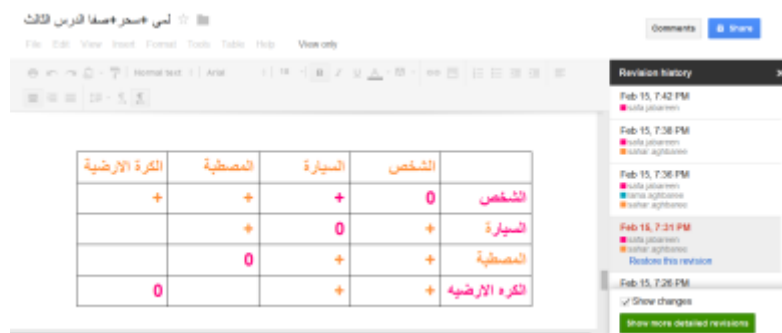 لمي +سحر +صفا الدرس الثالث
Comments
Share
File Edit View Insert Format Tools Table Help View only
Normal text Arial 18 B I U A
Revision history
Feb 15, 7:42 PM
safa jabareen
Feb 15, 7:38 PM
safa jabareen
sahar aghbaree
Feb 15, 7:36 PM
safa jabareen
sahar aghbaree
Feb 15, 7:31 PM
safa jabareen
sahar aghbaree
Restore this revision
Feb 15, 7:26 PM
Show changes
Show more detailed revisions
الشخص السيارة المصطبة الكرة الارضية
الشخص 0 + + +
السيارة + 0 +
المصطبة + + 0
الكره الارضيه + + 0